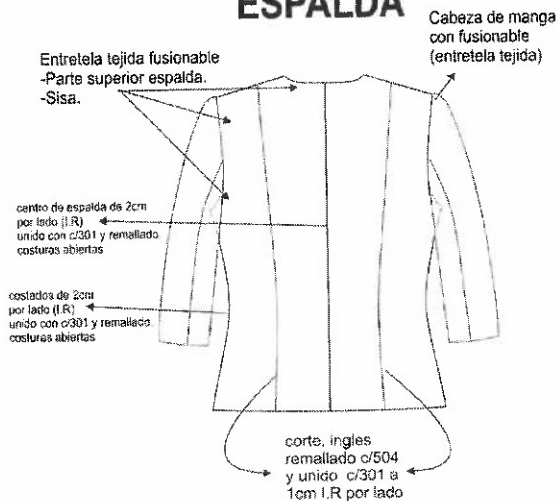 ESPALDA
Cabeza de manga
con fusionable
(entretela tejida)
Entretela tejida fusionable
-Parte superior espalda.
-Sisa.
centro de espalda de 2cm
por lado (I.R)
unido con c/301 y remallado
costuras abiertas
costados de 2cm
por lado (I.R)
unido con c/301 y remallado
costuras abiertas
corte, ingles
remallado c/504
y unido c/301 a
1cm I.R por lado